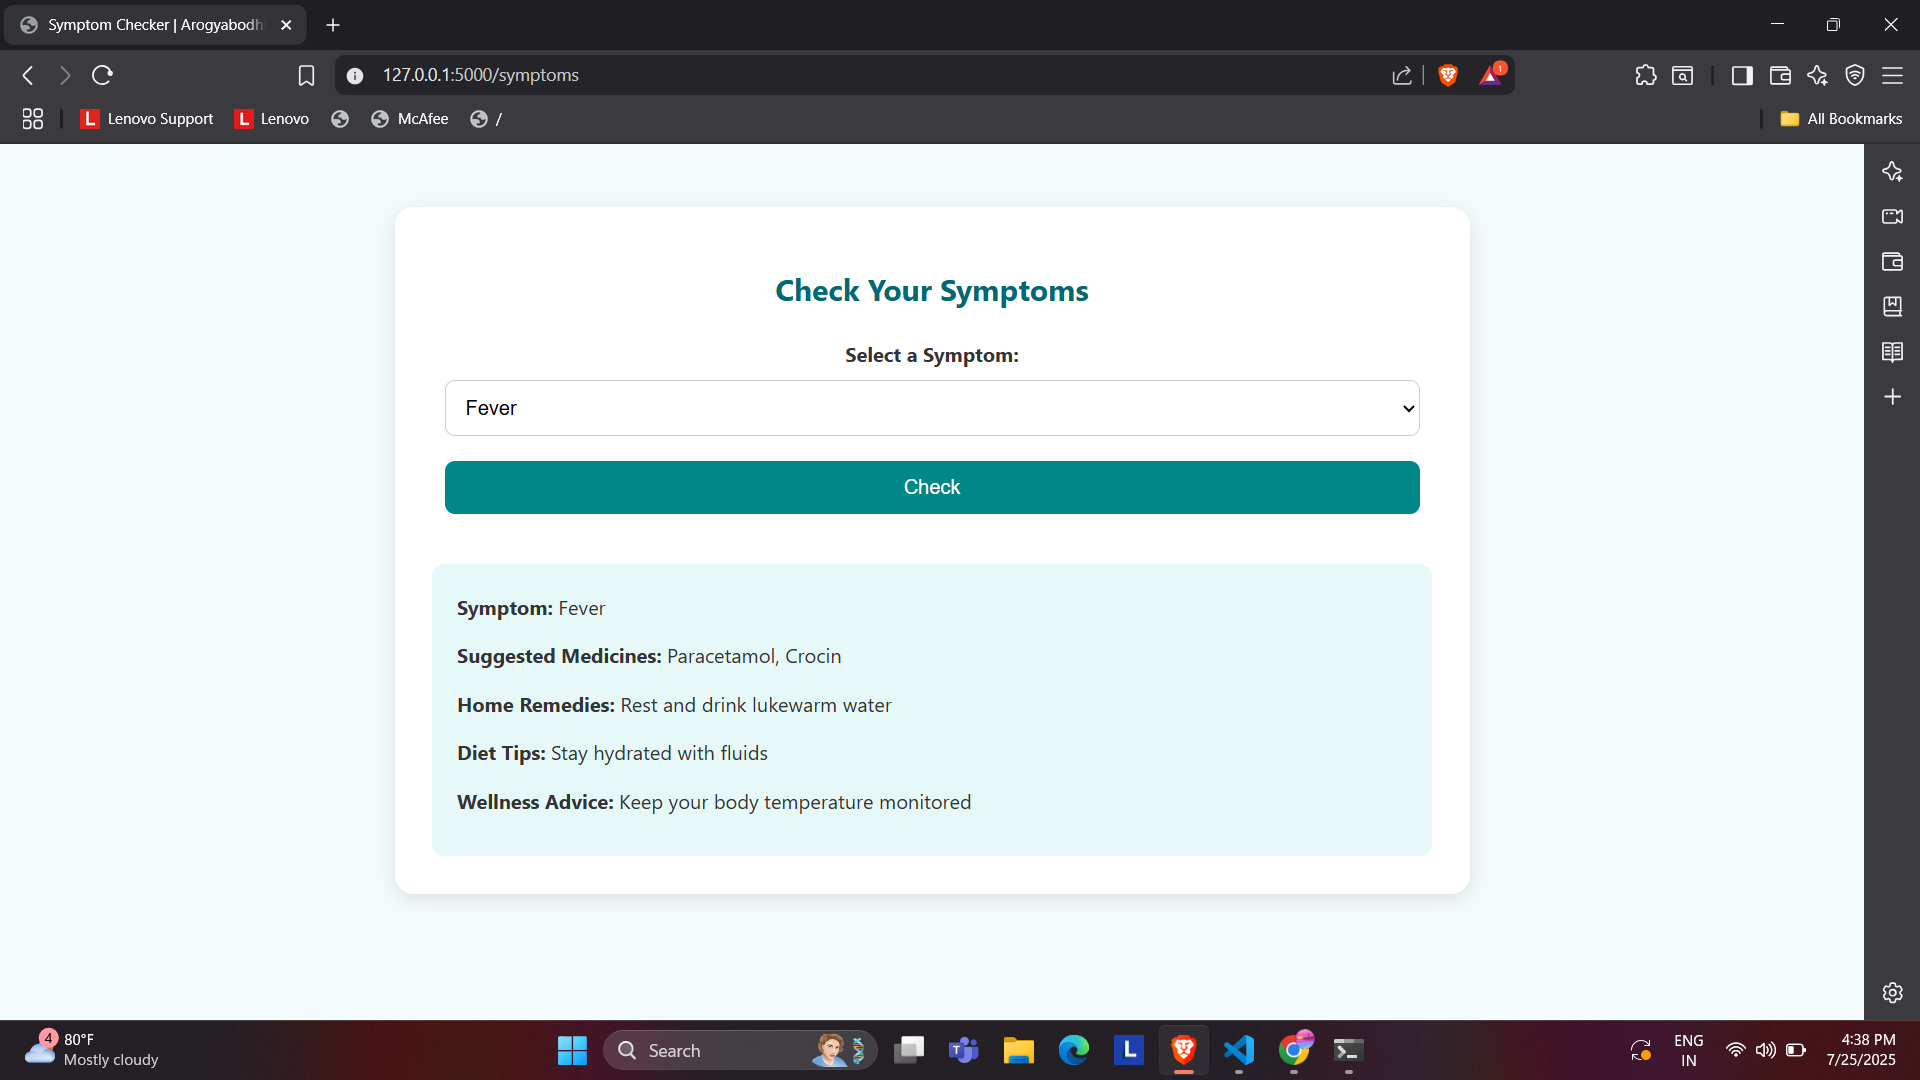 Symptom Checker | Arogyabodh
127.0.0.1:5000/symptoms
1
L Lenovo Support
L Lenovo
McAfee
/
All Bookmarks
Check Your Symptoms
Select a Symptom:
Fever
Check
Symptom: Fever
Suggested Medicines: Paracetamol, Crocin
Home Remedies: Rest and drink lukewarm water
Diet Tips: Stay hydrated with fluids
Wellness Advice: Keep your body temperature monitored
4
80°F
Mostly cloudy
Search
T
L
ENG
IN
4:38 PM
7/25/2025